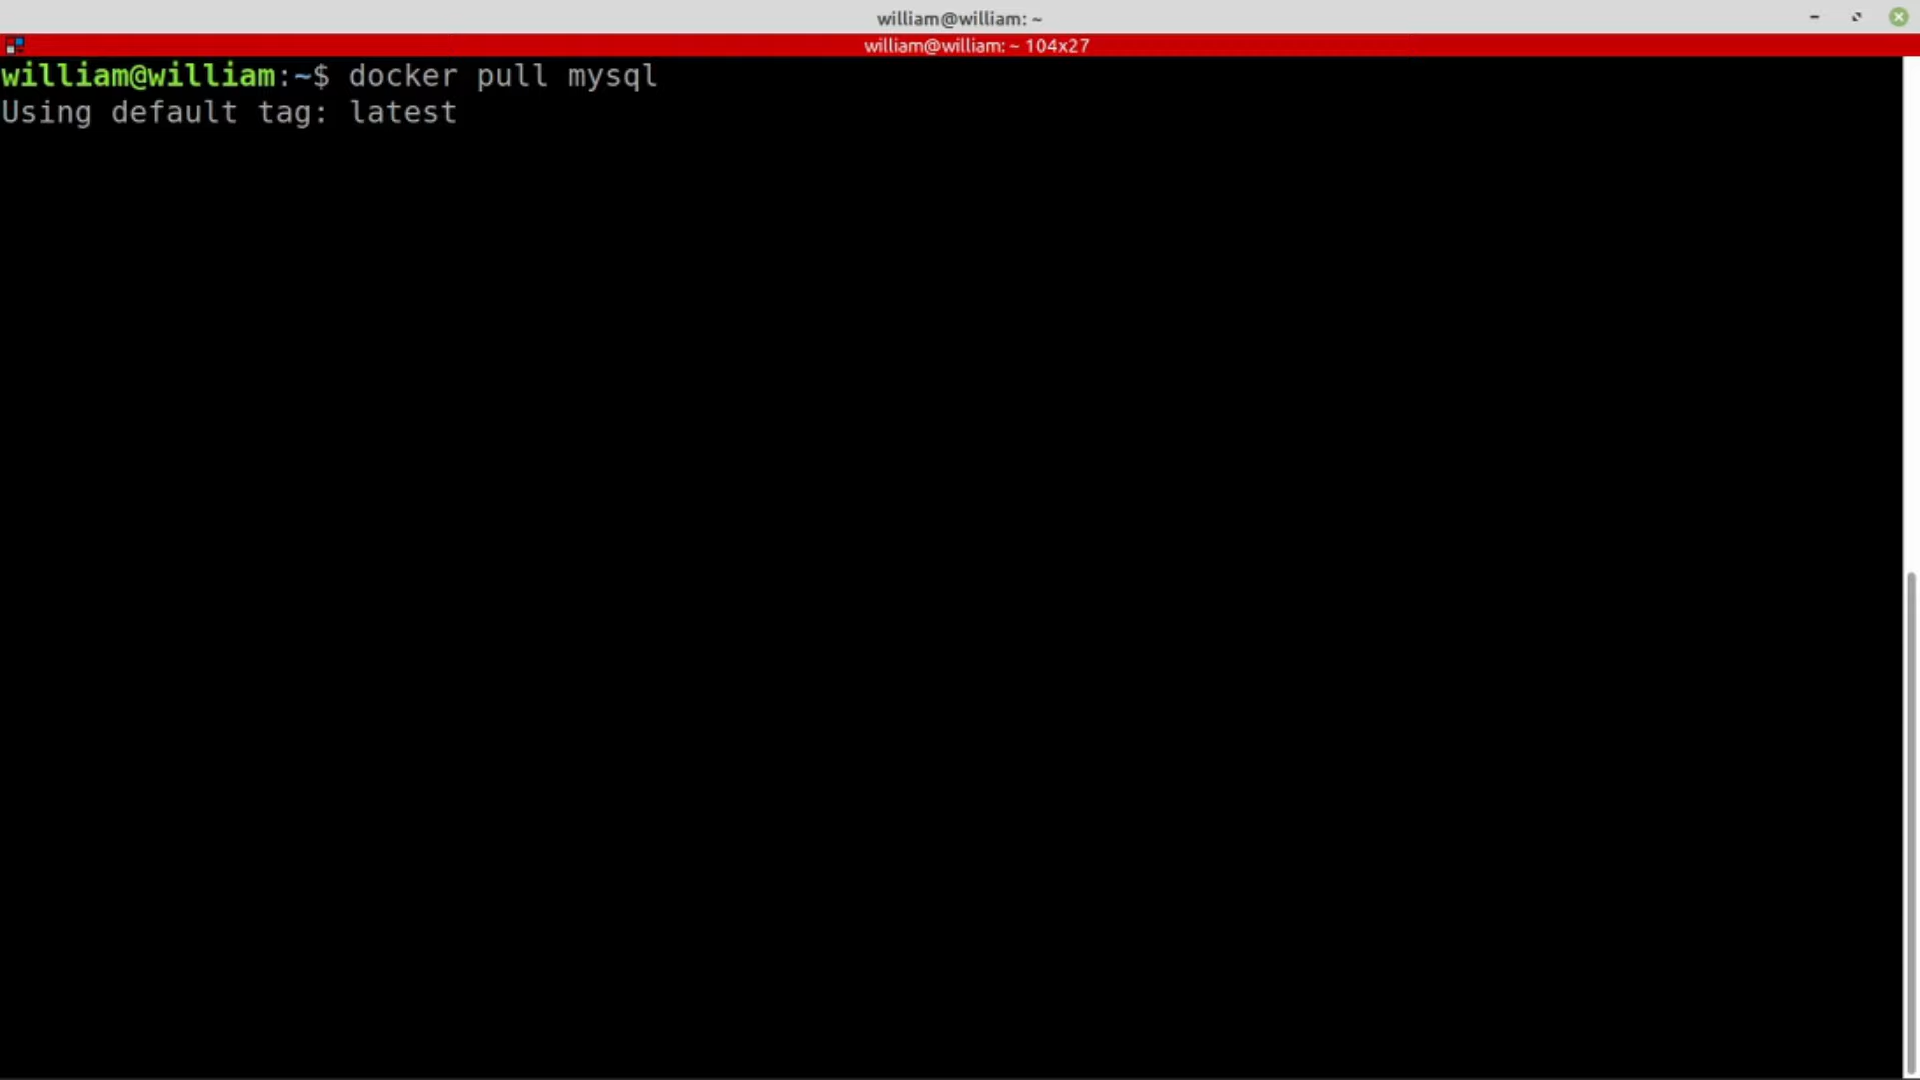 william@william: ~
william@william: ~ 104x27
william@william:~$ docker pull mysql
Using default tag: latest